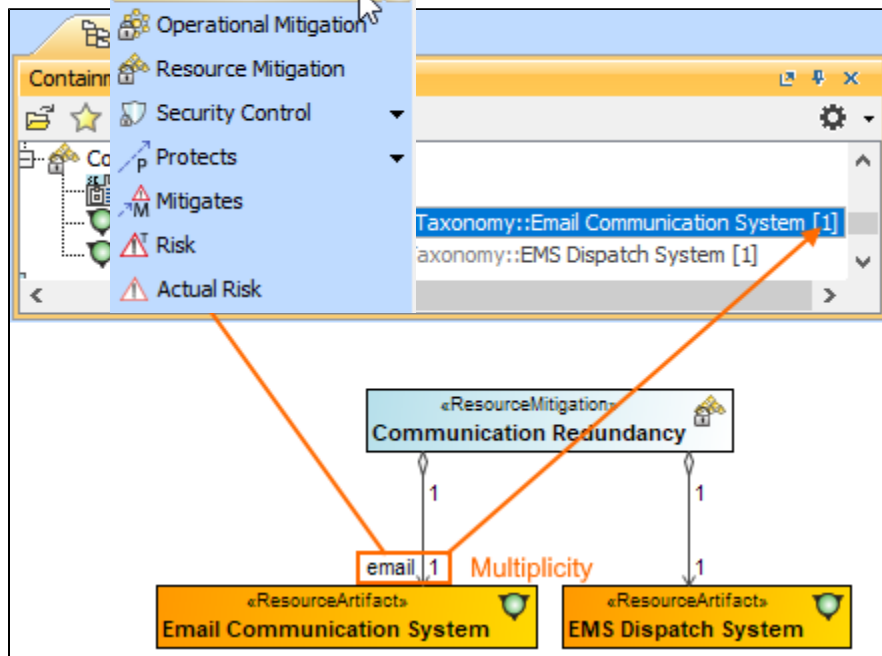 Operational Mitigation
Containm
Resource Mitigation
Security Control
Co
Protects
P
Mitigates
M
Taxonomy::Email Communication System [1]
Risk
axonomy::EMS Dispatch System [1]
Actual Risk
«ResourceMitigation»
Communication Redundancy
1 1
email 1 Multiplicity 1
«ResourceArtifact» «ResourceArtifact»
Email Communication System EMS Dispatch System